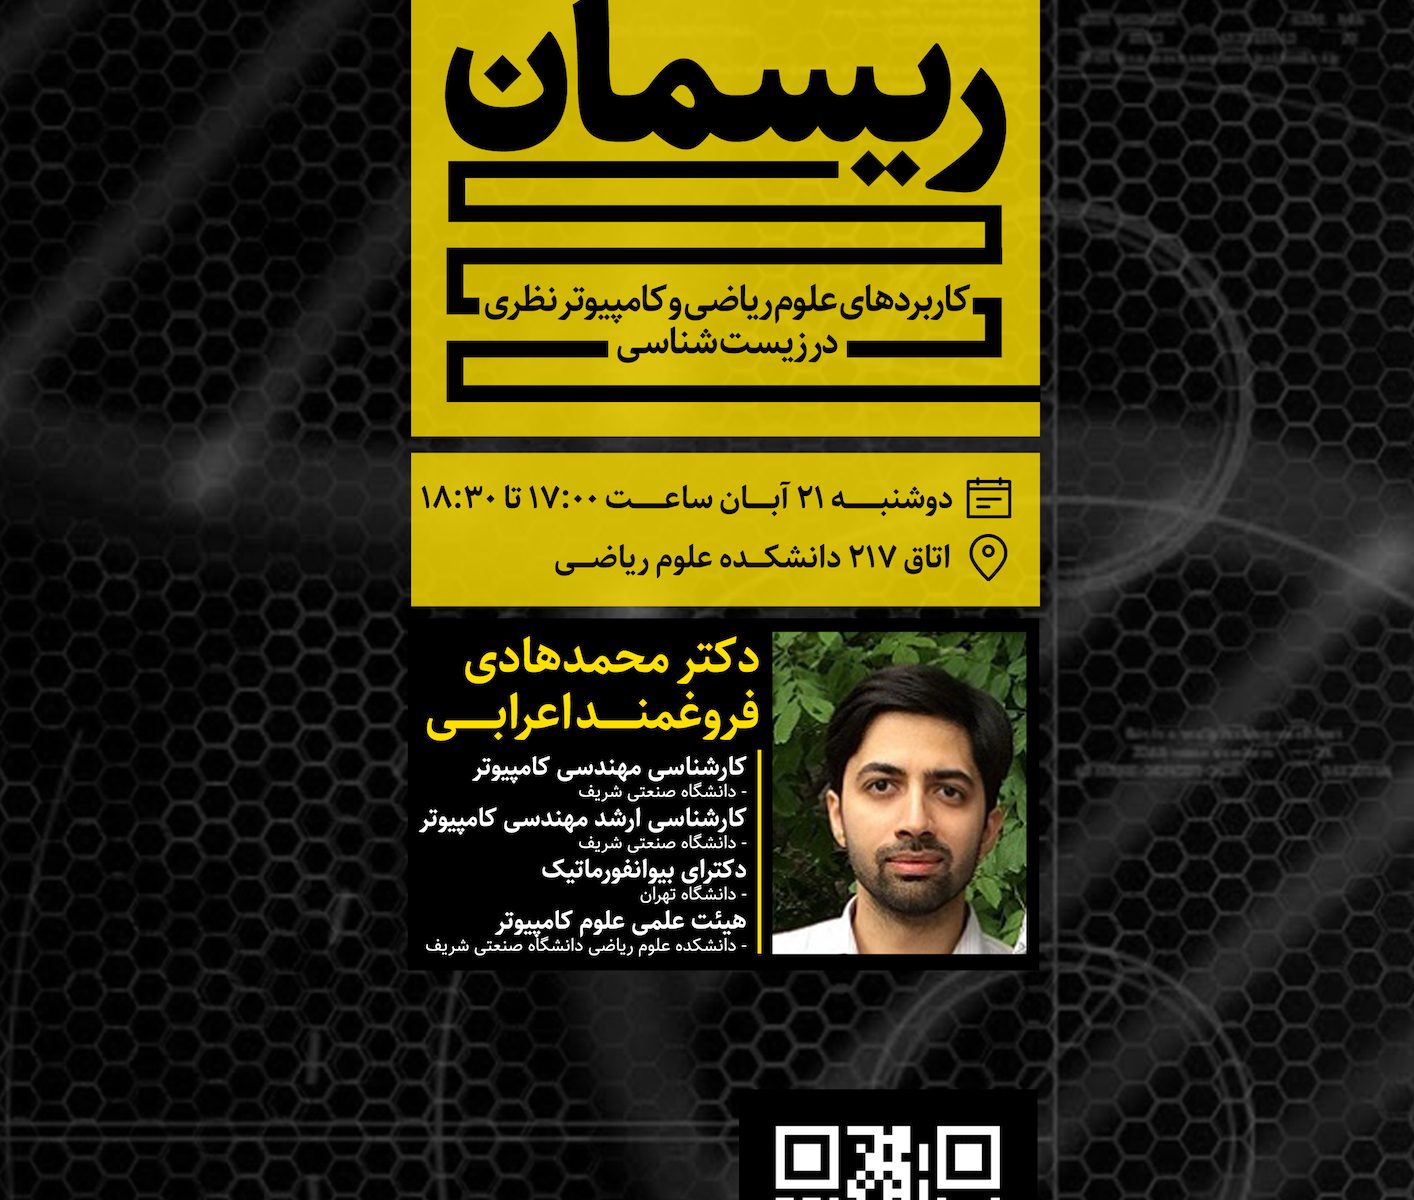 ریسمان
کاربردهای علوم ریاضی و کامپیوتر نظری
در زیست‌شناسی
دوشنبه ۲۱ آبان ساعت ۱۷:۰۰ تا ۱۸:۳۰
اتاق ۲۱۷ دانشکده علوم ریاضی
دکتر محمدهادی
فروغمند اعرابی
کارشناسی مهندسی کامپیوتر
- دانشگاه صنعتی شریف
کارشناسی ارشد مهندسی کامپیوتر
- دانشگاه صنعتی شریف
دکترای بیوانفورماتیک
- دانشگاه تهران
هیئت علمی علوم کامپیوتر
- دانشکده علوم ریاضی دانشگاه صنعتی شریف